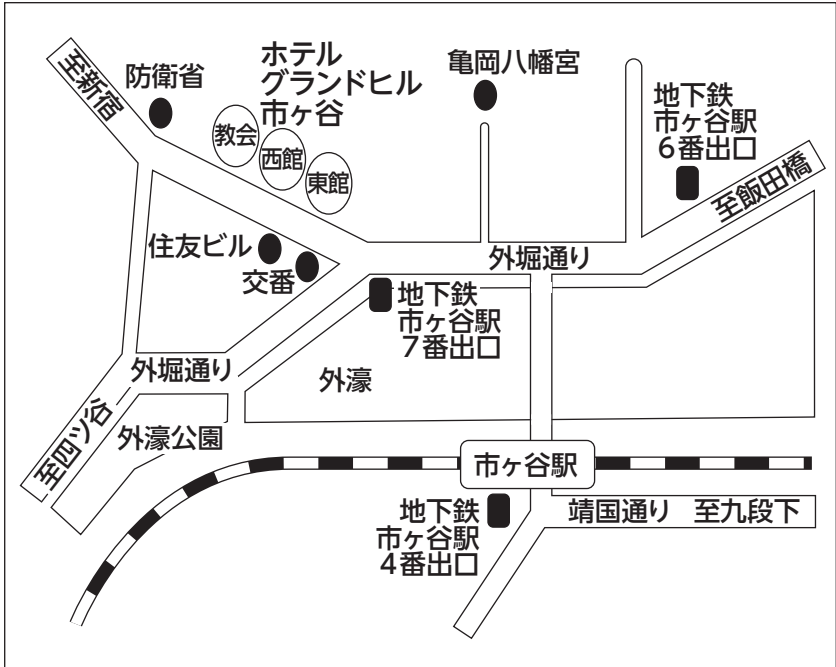 至新宿
防衛省
ホテル
グランドヒル
市ヶ谷
教会
西館
東館
亀岡八幡宮
地下鉄
市ヶ谷駅
6番出口
至飯田橋
住友ビル
交番
外堀通り
地下鉄
市ヶ谷駅
7番出口
外堀通り
外濠
至四ツ谷
外濠公園
市ヶ谷駅
地下鉄
市ヶ谷駅
4番出口
靖国通り　至九段下